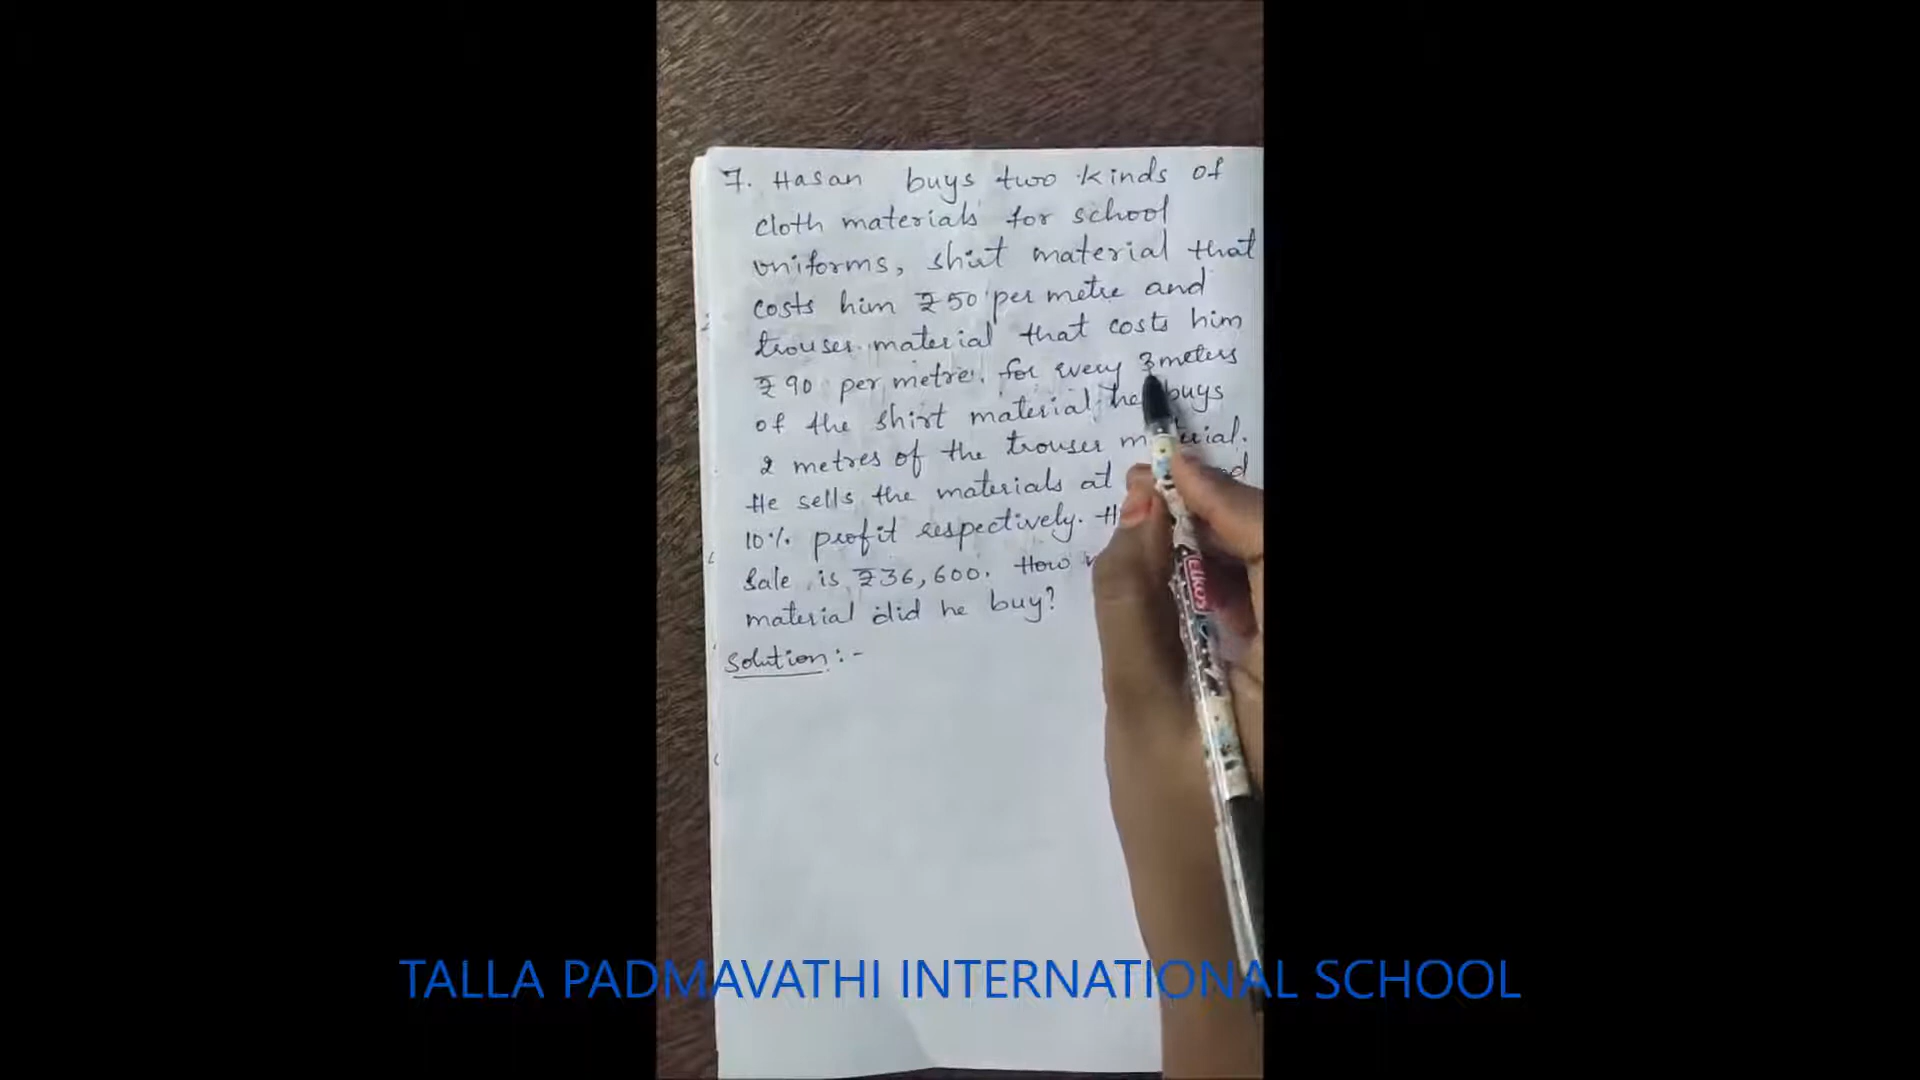 7. Hasan buys two kinds of
cloth materials for school
uniforms, shirt material that
costs him ₹50 per metre and
trouser material that costs him
₹90 per metre. for every 3 meters
of the shirt material he buys
2 metres of the trouser material.
He sells the materials at
10% profit respectively.
sale is ₹36,600. How
material did he buy?
Solution:-
Elkos
TALLA PADMAVATHI INTERNATIONAL SCHOOL